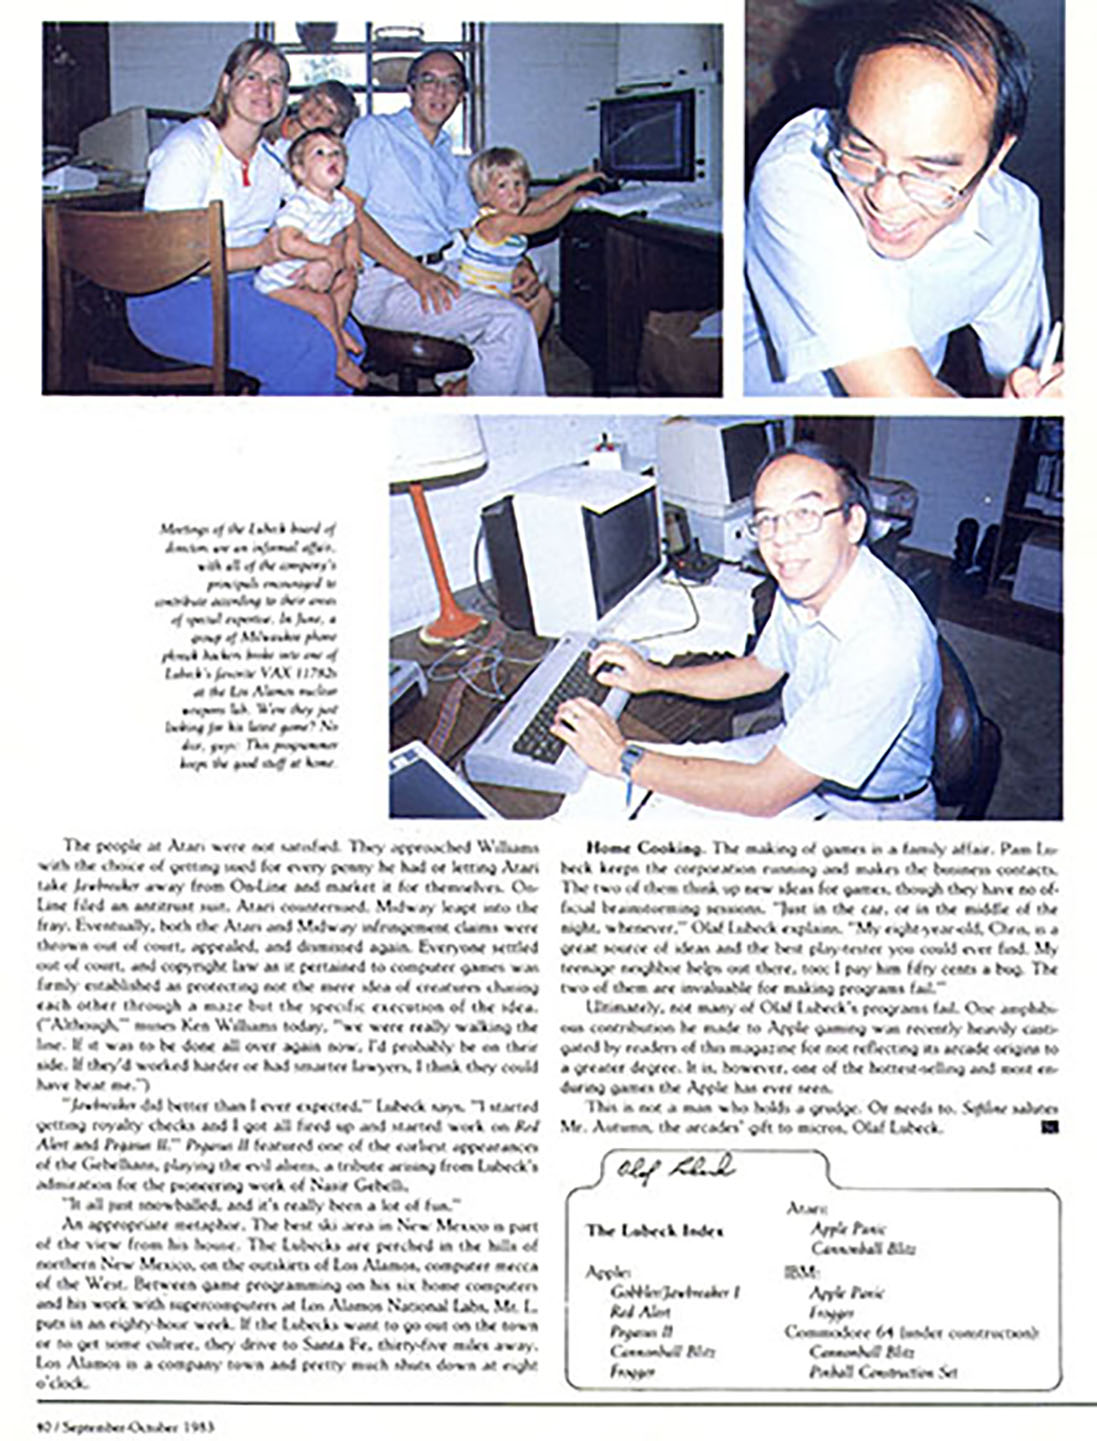 Meetings of the Lubeck board of
directors are an informal affair,
with all of the company's
principals encouraged to
contribute according to their areas
of special expertise. In June, a
group of Milwaukee phone
phreak hackers broke into one of
Lubeck's favorite VAX 11782s
at the Los Alamos nuclear
weapons lab. Were they just
looking for his latest game? No
dice, guys: This programmer
keeps the good stuff at home.
The people at Atari were not satisfied. They approached Williams
with the choice of getting sued for every penny he had or letting Atari
take Jawbreaker away from On-Line and market it for themselves. On-
Line filed an antitrust suit. Atari countersued. Midway leapt into the
fray. Eventually, both the Atari and Midway infringement claims were
thrown out of court, appealed, and dismissed again. Everyone settled
out of court, and copyright law as it pertained to computer games was
firmly established as protecting not the mere idea of creatures chasing
each other through a maze but the specific execution of the idea.
("Although," muses Ken Williams today, "we were really walking the
line. If it was to be done all over again now, I'd probably be on their
side. If they'd worked harder or had smarter lawyers, I think they could
have beat me.")
"Jawbreaker did better than I ever expected," Lubeck says. "I started
getting royalty checks and I got all fired up and started work on Red
Alert and Pegasus II." Pegasus II featured one of the earliest appearances
of the Gebellians, playing the evil aliens, a tribute arising from Lubeck's
admiration for the pioneering work of Nasir Gebelli.
"It all just snowballed, and it's really been a lot of fun."
An appropriate metaphor. The best ski area in New Mexico is part
of the view from his house. The Lubecks are perched in the hills of
northern New Mexico, on the outskirts of Los Alamos, computer mecca
of the West. Between game programming on his six home computers
and his work with supercomputers at Los Alamos National Labs, Mr. L.
puts in an eighty-hour week. If the Lubecks want to go out on the town
or to get some culture, they drive to Santa Fe, thirty-five miles away.
Los Alamos is a company town and pretty much shuts down at eight
o'clock.
Home Cooking. The making of games is a family affair. Pam Lu-
beck keeps the corporation running and makes the business contacts.
The two of them think up new ideas for games, though they have no of-
ficial brainstorming sessions. "Just in the car, or in the middle of the
night, whenever," Olaf Lubeck explains. "My eight-year-old, Chris, is a
great source of ideas and the best play-tester you could ever find. My
teenage neighbor helps out there, too; I pay him fifty cents a bug. The
two of them are invaluable for making programs fail."
Ultimately, not many of Olaf Lubeck's programs fail. One amphibi-
ous contribution he made to Apple gaming was recently heavily casti-
gated by readers of this magazine for not reflecting its arcade origins to
a greater degree. It is, however, one of the hottest-selling and most en-
during games the Apple has ever seen.
This is not a man who holds a grudge. Or needs to. Softline salutes
Mr. Autumn, the arcades' gift to micros, Olaf Lubeck.
Olaf Lubeck
The Lubeck Index
Apple:
Gobbler/Jawbreaker I
Red Alert
Pegasus II
Cannonball Blitz
Frogger
Atari:
Apple Panic
Cannonball Blitz
IBM:
Apple Panic
Frogger
Commodore 64 (under construction):
Cannonball Blitz
Pinball Construction Set
40 / September-October 1983